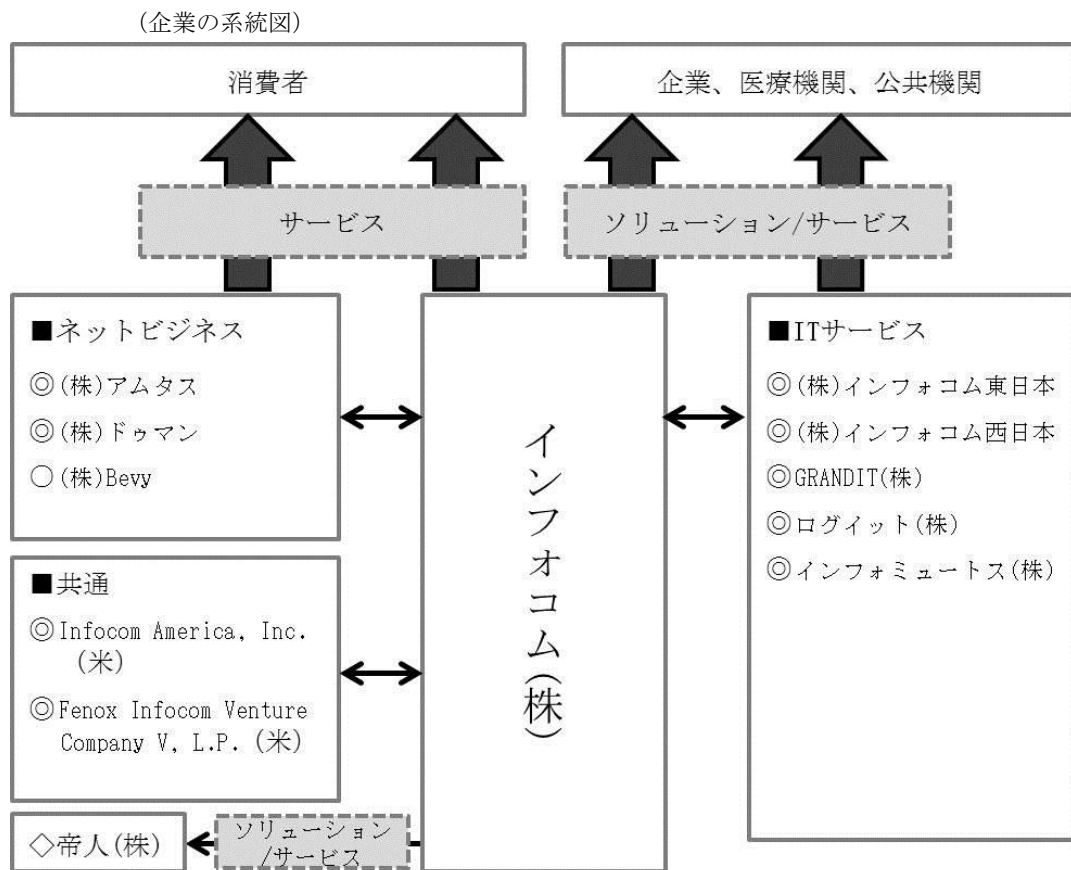 (企業の系統図)
消費者
企業、医療機関、公共機関
サービス
ソリューション/サービス
■ネットビジネス
◎(株)アムタス
◎(株)ドゥマン
○(株)Bevy
■共通
◎Infocom America, Inc.
(米)
◎Fenox Infocom Venture
Company V, L.P. (米)
◇帝人(株)
ソリューション
/サービス
インフォコム(株)
■ITサービス
◎(株)インフォコム東日本
◎(株)インフォコム西日本
◎GRANDIT(株)
◎ログイット(株)
◎インフォミュートス(株)